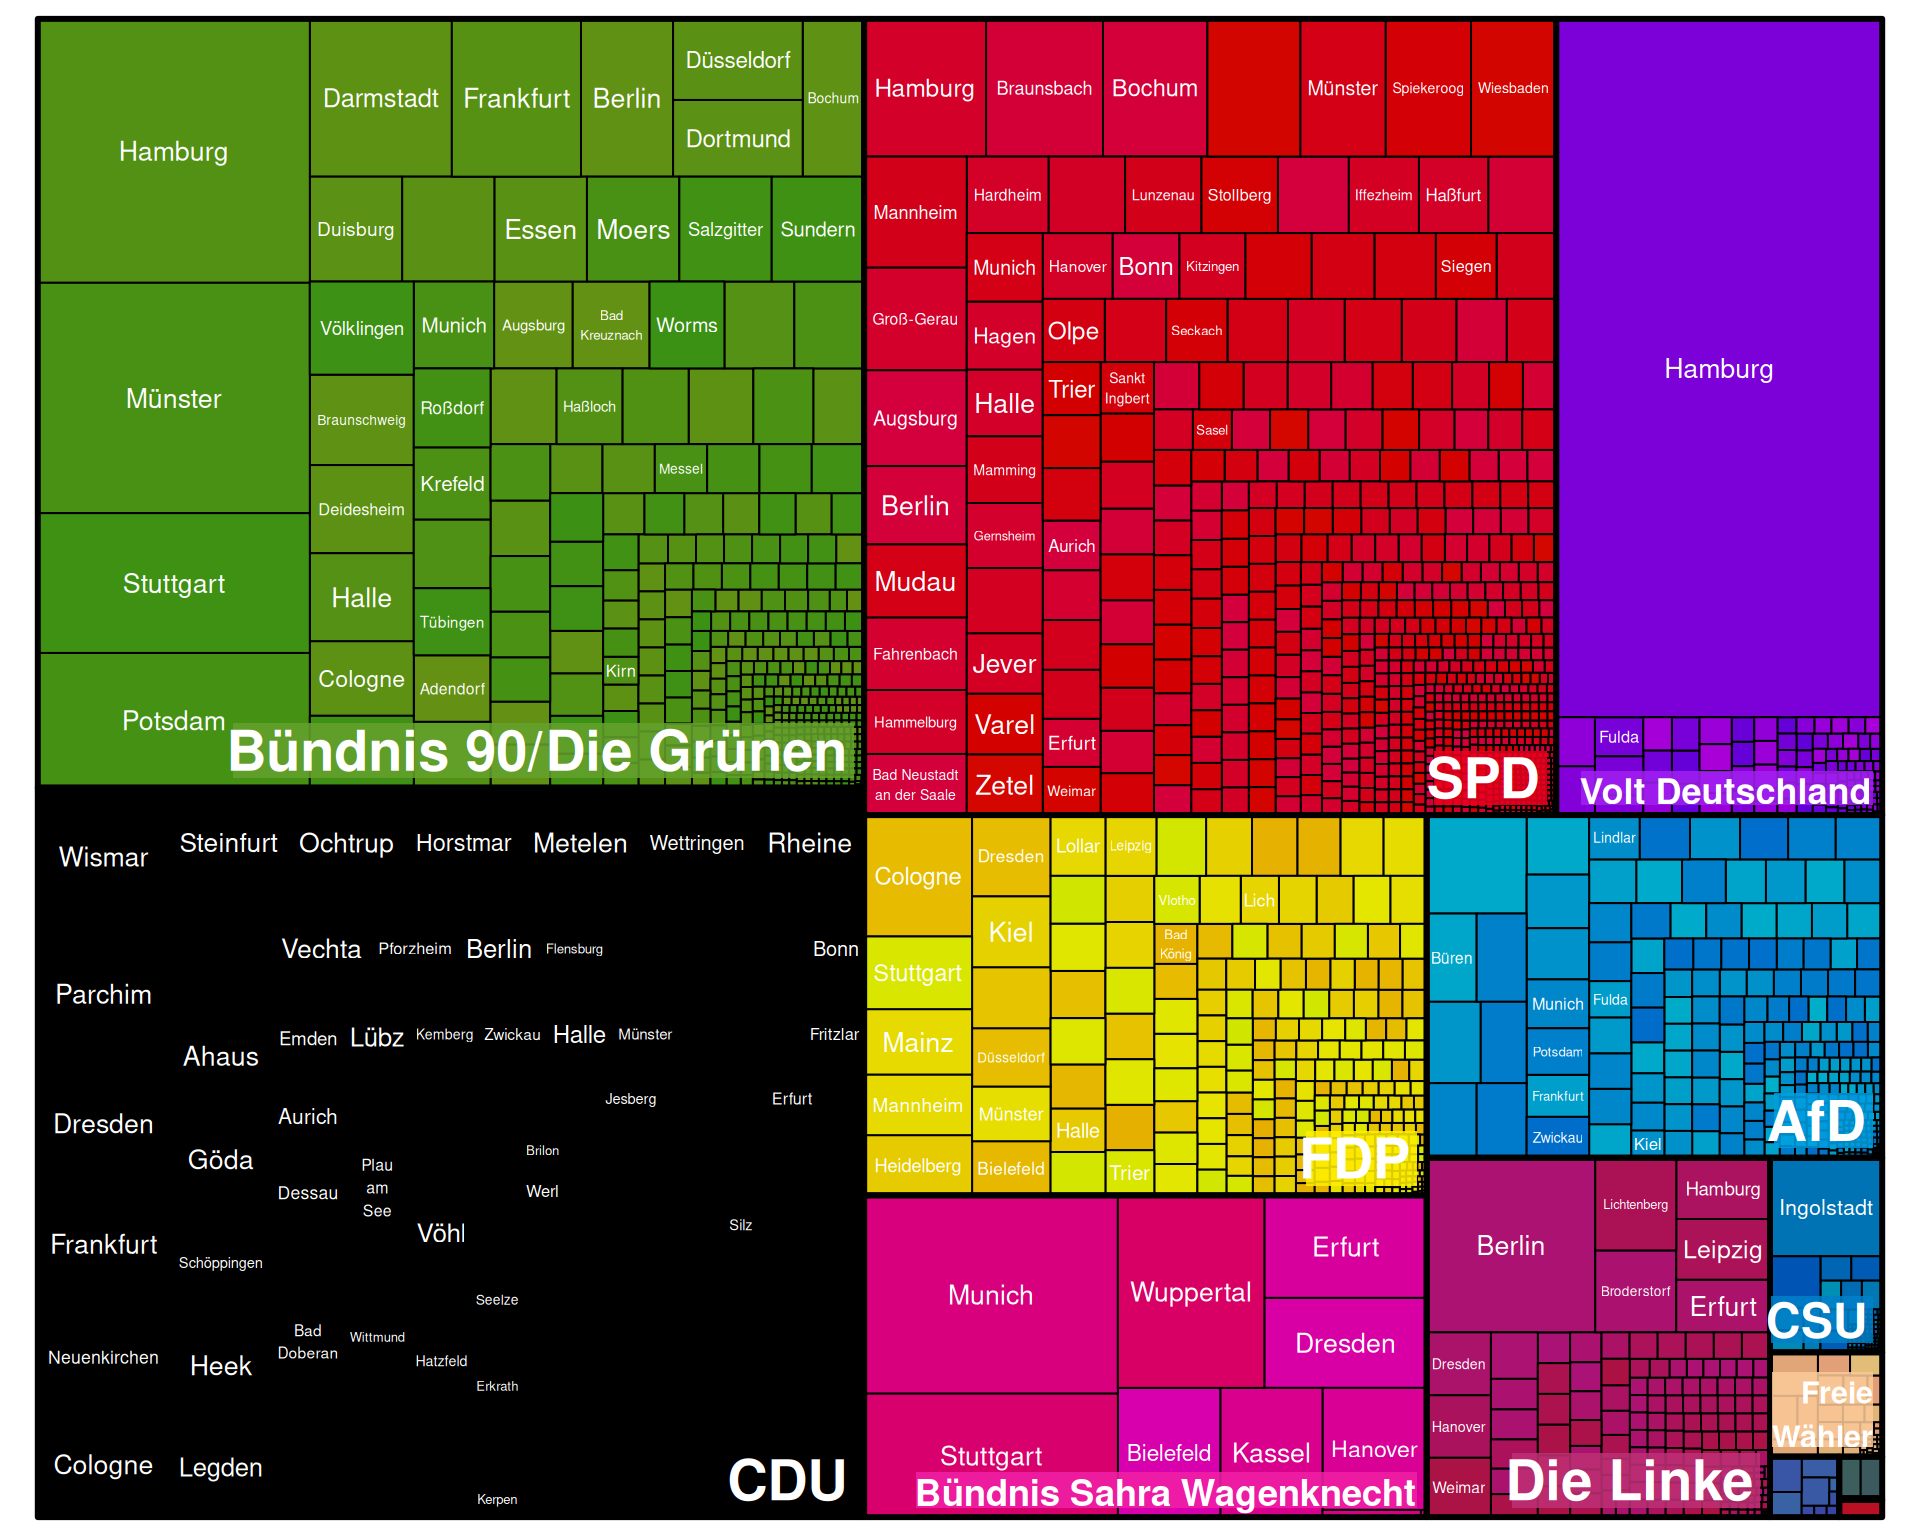 Hamburg
Darmstadt
Frankfurt
Berlin
Düsseldorf
Dortmund
Bochum
Duisburg
Essen
Moers
Salzgitter
Sundern
Münster
Völklingen
Munich
Augsburg
Bad
Kreuznach
Worms
Braunschweig
Roßdorf
Haßloch
Deidesheim
Krefeld
Messel
Stuttgart
Halle
Tübingen
Kirn
Cologne
Adendorf
Potsdam
Bündnis 90/Die Grünen
Hamburg
Braunsbach
Bochum
Münster
Spiekeroog
Wiesbaden
Mannheim
Hardheim
Lunzenau
Stollberg
Iffezheim
Haßfurt
Munich
Hanover
Bonn
Kitzingen
Siegen
Groß-Gerau
Hagen
Olpe
Seckach
Augsburg
Halle
Trier
Sankt
Ingbert
Sasel
Berlin
Mamming
Gernsheim
Aurich
Mudau
Fahrenbach
Jever
Hammelburg
Varel
Erfurt
Bad Neustadt
an der Saale
Zetel
Weimar
SPD
Hamburg
Fulda
Volt Deutschland
Wismar
Steinfurt
Ochtrup
Horstmar
Metelen
Wettringen
Rheine
Vechta
Pforzheim
Berlin
Flensburg
Bonn
Parchim
Ahaus
Emden
Lübz
Kemberg
Zwickau
Halle
Münster
Fritzlar
Jesberg
Erfurt
Dresden
Aurich
Göda
Brilon
Dessau
Plau
am
See
Werl
Vöhl
Silz
Frankfurt
Schöppingen
Seelze
Neuenkirchen
Heek
Bad
Doberan
Wittmund
Hatzfeld
Erkrath
Cologne
Legden
Kerpen
CDU
Cologne
Dresden
Lollar
Leipzig
Kiel
Vlotho
Lich
Stuttgart
Bad
König
Mainz
Düsseldorf
Mannheim
Münster
Halle
Heidelberg
Bielefeld
Trier
FDP
Lindlar
Büren
Munich
Fulda
Potsdam
Frankfurt
Zwickau
Kiel
AfD
Munich
Wuppertal
Erfurt
Dresden
Stuttgart
Bielefeld
Kassel
Hanover
Bündnis Sahra Wagenknecht
Berlin
Lichtenberg
Hamburg
Leipzig
Broderstorf
Erfurt
Dresden
Hanover
Weimar
Die Linke
Ingolstadt
CSU
Freie
Wähler